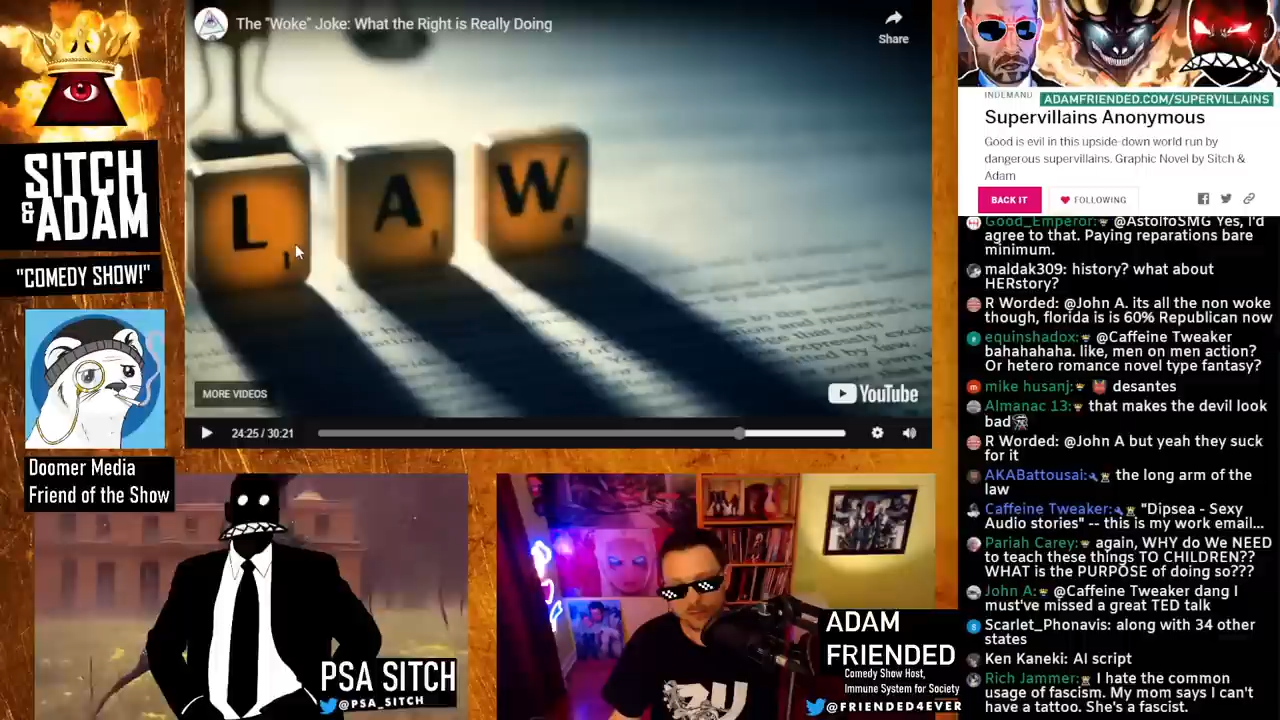 The "Woke" Joke: What the Right is Really Doing
Share
L
1
A
1
W
MORE VIDEOS
YouTube
24:25 / 30:21
SITCH
& ADAM
"COMEDY SHOW!"
Doomer Media
Friend of the Show
PSA SITCH
@PSA_SITCH
ADAM
FRIENDED
Comedy Show Host,
Immune System for Society
@FRIENDED4EVER
INDEMAND
ADAMFRIENDED.COM/SUPERVILLAINS
Supervillains Anonymous
Good is evil in this upside-down world run by
dangerous supervillains. Graphic Novel by Sitch &
Adam
BACK IT
FOLLOWING
Good_Emperor: @AstolfoSMG Yes, I'd
agree to that. Paying reparations bare
minimum.
maldak309: history? what about
HERstory?
R Worded: @John A. its all the non woke
though, florida is is 60% Republican now
equinshadox: @Caffeine Tweaker
bahahahaha. like, men on men action?
Or hetero romance novel type fantasy?
mike husanj: desantes
Almanac 13: that makes the devil look
bad
R Worded: @John A but yeah they suck
for it
AKABattousai: the long arm of the
law
Caffeine Tweaker: "Dipsea - Sexy
Audio stories" -- this is my work email...
Pariah Carey: again, WHY do We NEED
to teach these things TO CHILDREN??
WHAT is the PURPOSE of doing so???
John A: @Caffeine Tweaker dang I
must've missed a great TED talk
Scarlet_Phonavis: along with 34 other
states
Ken Kaneki: AI script
Rich Jammer: I hate the common
usage of fascism. My mom says I can't
have a tattoo. She's a fascist.